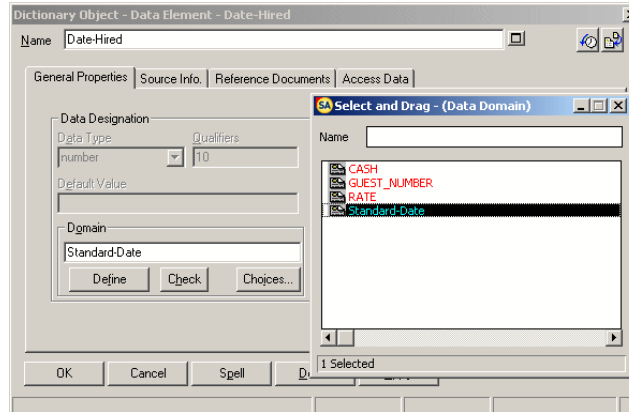 Dictionary Object - Data Element - Date-Hired
Name Date-Hired
General Properties Source Info. Reference Documents Access Data
Data Designation
Data Type Qualifiers
number 10
Default Value
Domain
Standard-Date
Define Check Choices...
OK Cancel Spell
SA Select and Drag - (Data Domain)
Name
CASH
GUEST_NUMBER
RATE
Standard-Date
1 Selected